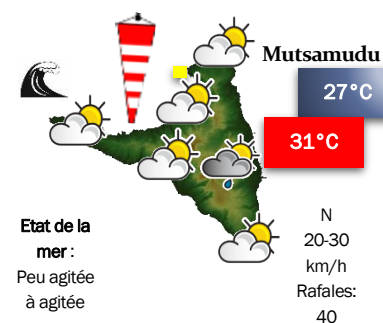 Mutsamudu
27°C
31°C
Etat de la
mer :
Peu agitée
à agitée
N
20-30
km/h
Rafales:
40